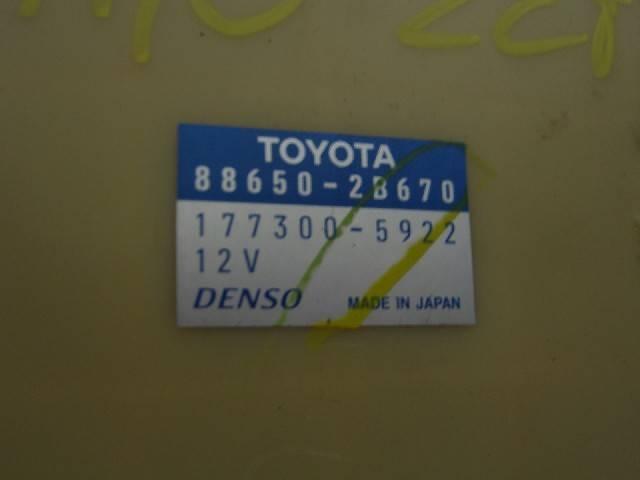 TOYOTA
88650-2B670
177300-5922
12V
DENSO MADE IN JAPAN